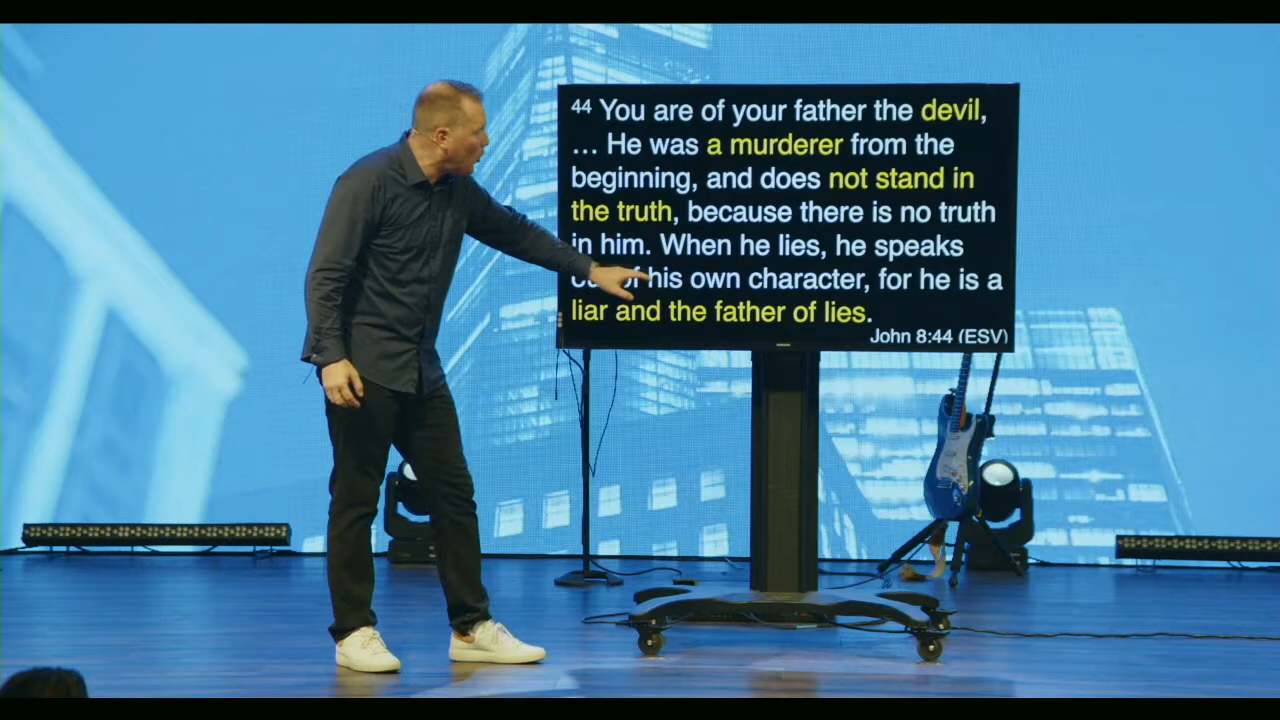 44 You are of your father the devil,
… He was a murderer from the
beginning, and does not stand in
the truth, because there is no truth
in him. When he lies, he speaks
of his own character, for he is a
liar and the father of lies.
John 8:44 (ESV)